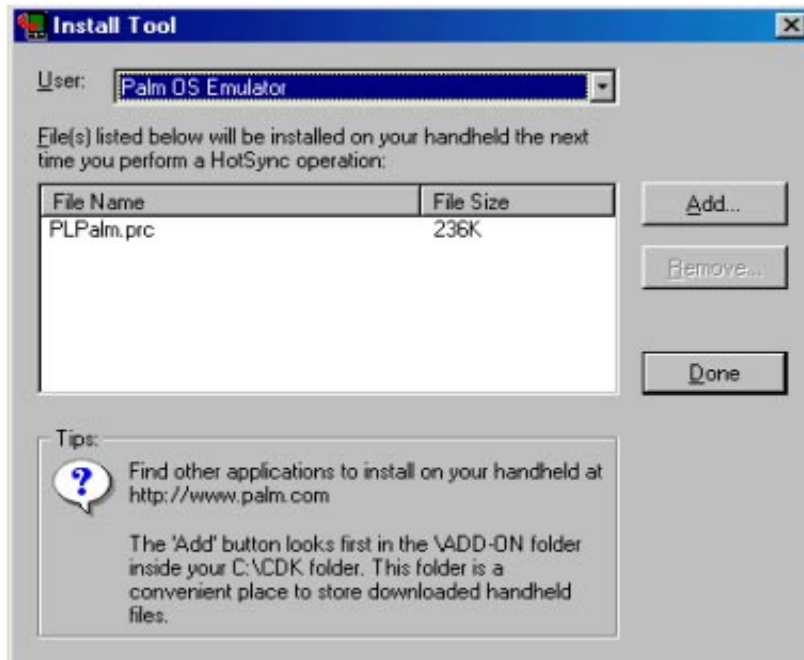 Install Tool
User:
Palm OS Emulator
File(s) listed below will be installed on your handheld the next
time you perform a HotSync operation:
File Name
File Size
PLPalm.prc
236K
Add...
Remove...
Done
Tips:
Find other applications to install on your handheld at
http://www.palm.com
The 'Add' button looks first in the \ADD-ON folder
inside your C:\CDK folder. This folder is a
convenient place to store downloaded handheld
files.